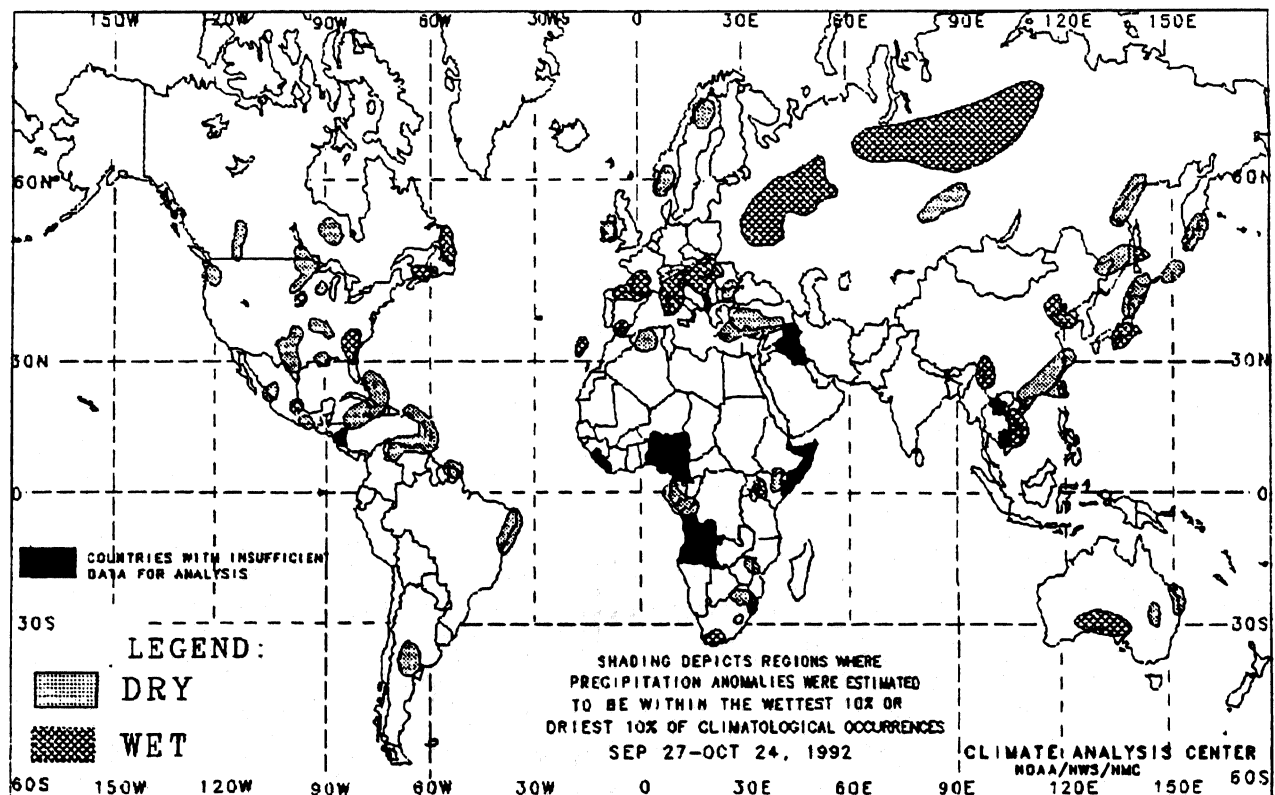 150W 120W 90W 60W 30W 0 30E 60E 90E 120E 150E
60N 60N
30N 30N
0 0
COUNTRIES WITH INSUFFICIENT
DATA FOR ANALYSIS
30S 30S
LEGEND:
DRY
WET
SHADING DEPICTS REGIONS WHERE
PRECIPITATION ANOMALIES WERE ESTIMATED
TO BE WITHIN THE WETTEST 10% OR
DRIEST 10% OF CLIMATOLOGICAL OCCURRENCES
SEP 27-OCT 24, 1992
CLIMATE ANALYSIS CENTER
NOAA/NWS/NMC
60S 150W 120W 90W 60W 30W 0 30E 60E 90E 120E 150E 60S